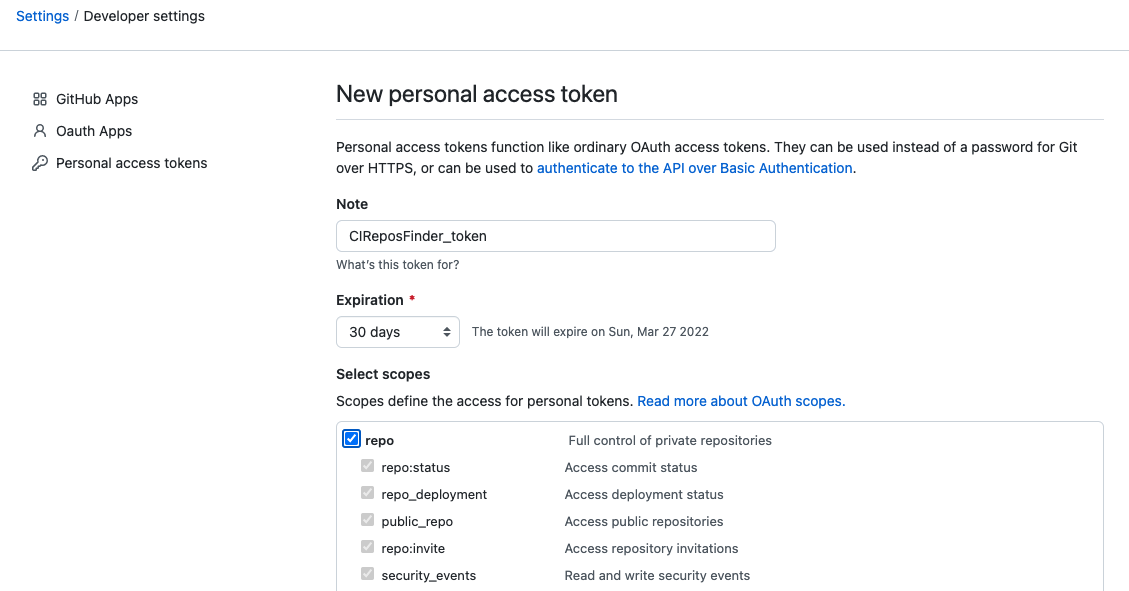 Settings / Developer settings
GitHub Apps
Oauth Apps
Personal access tokens
New personal access token
Personal access tokens function like ordinary OAuth access tokens. They can be used instead of a password for Git
over HTTPS, or can be used to authenticate to the API over Basic Authentication.
Note
CIReposFinder_token
What's this token for?
Expiration *
30 days The token will expire on Sun, Mar 27 2022
Select scopes
Scopes define the access for personal tokens. Read more about OAuth scopes.
repo Full control of private repositories
repo:status Access commit status
repo_deployment Access deployment status
public_repo Access public repositories
repo:invite Access repository invitations
security_events Read and write security events